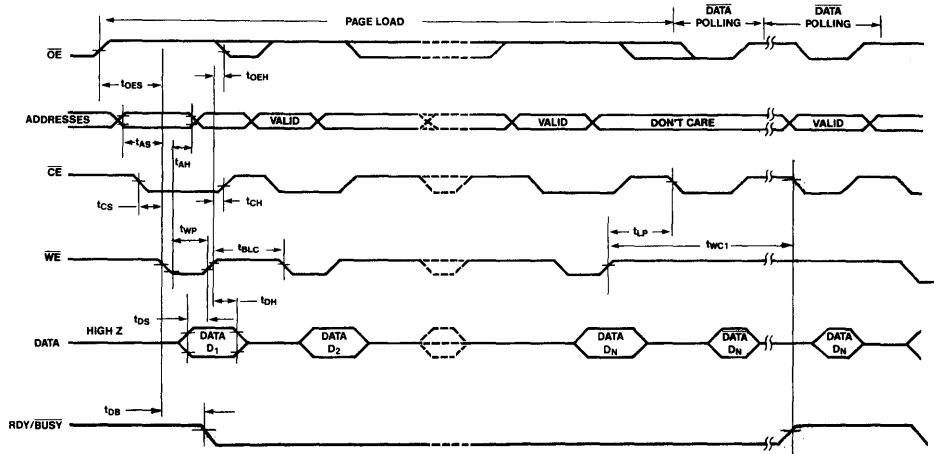 PAGE LOAD
DATA POLLING
DATA POLLING
OE
tOES
tOEH
ADDRESSES
VALID
VALID
DON'T CARE
VALID
tAS
tAH
CE
tCS
tCH
tWP
tBLC
tLP
tWC1
WE
tDH
tDS
HIGH Z
DATA
DATA D1
DATA D2
DATA DN
DATA DN
DATA DN
tDB
RDY/BUSY